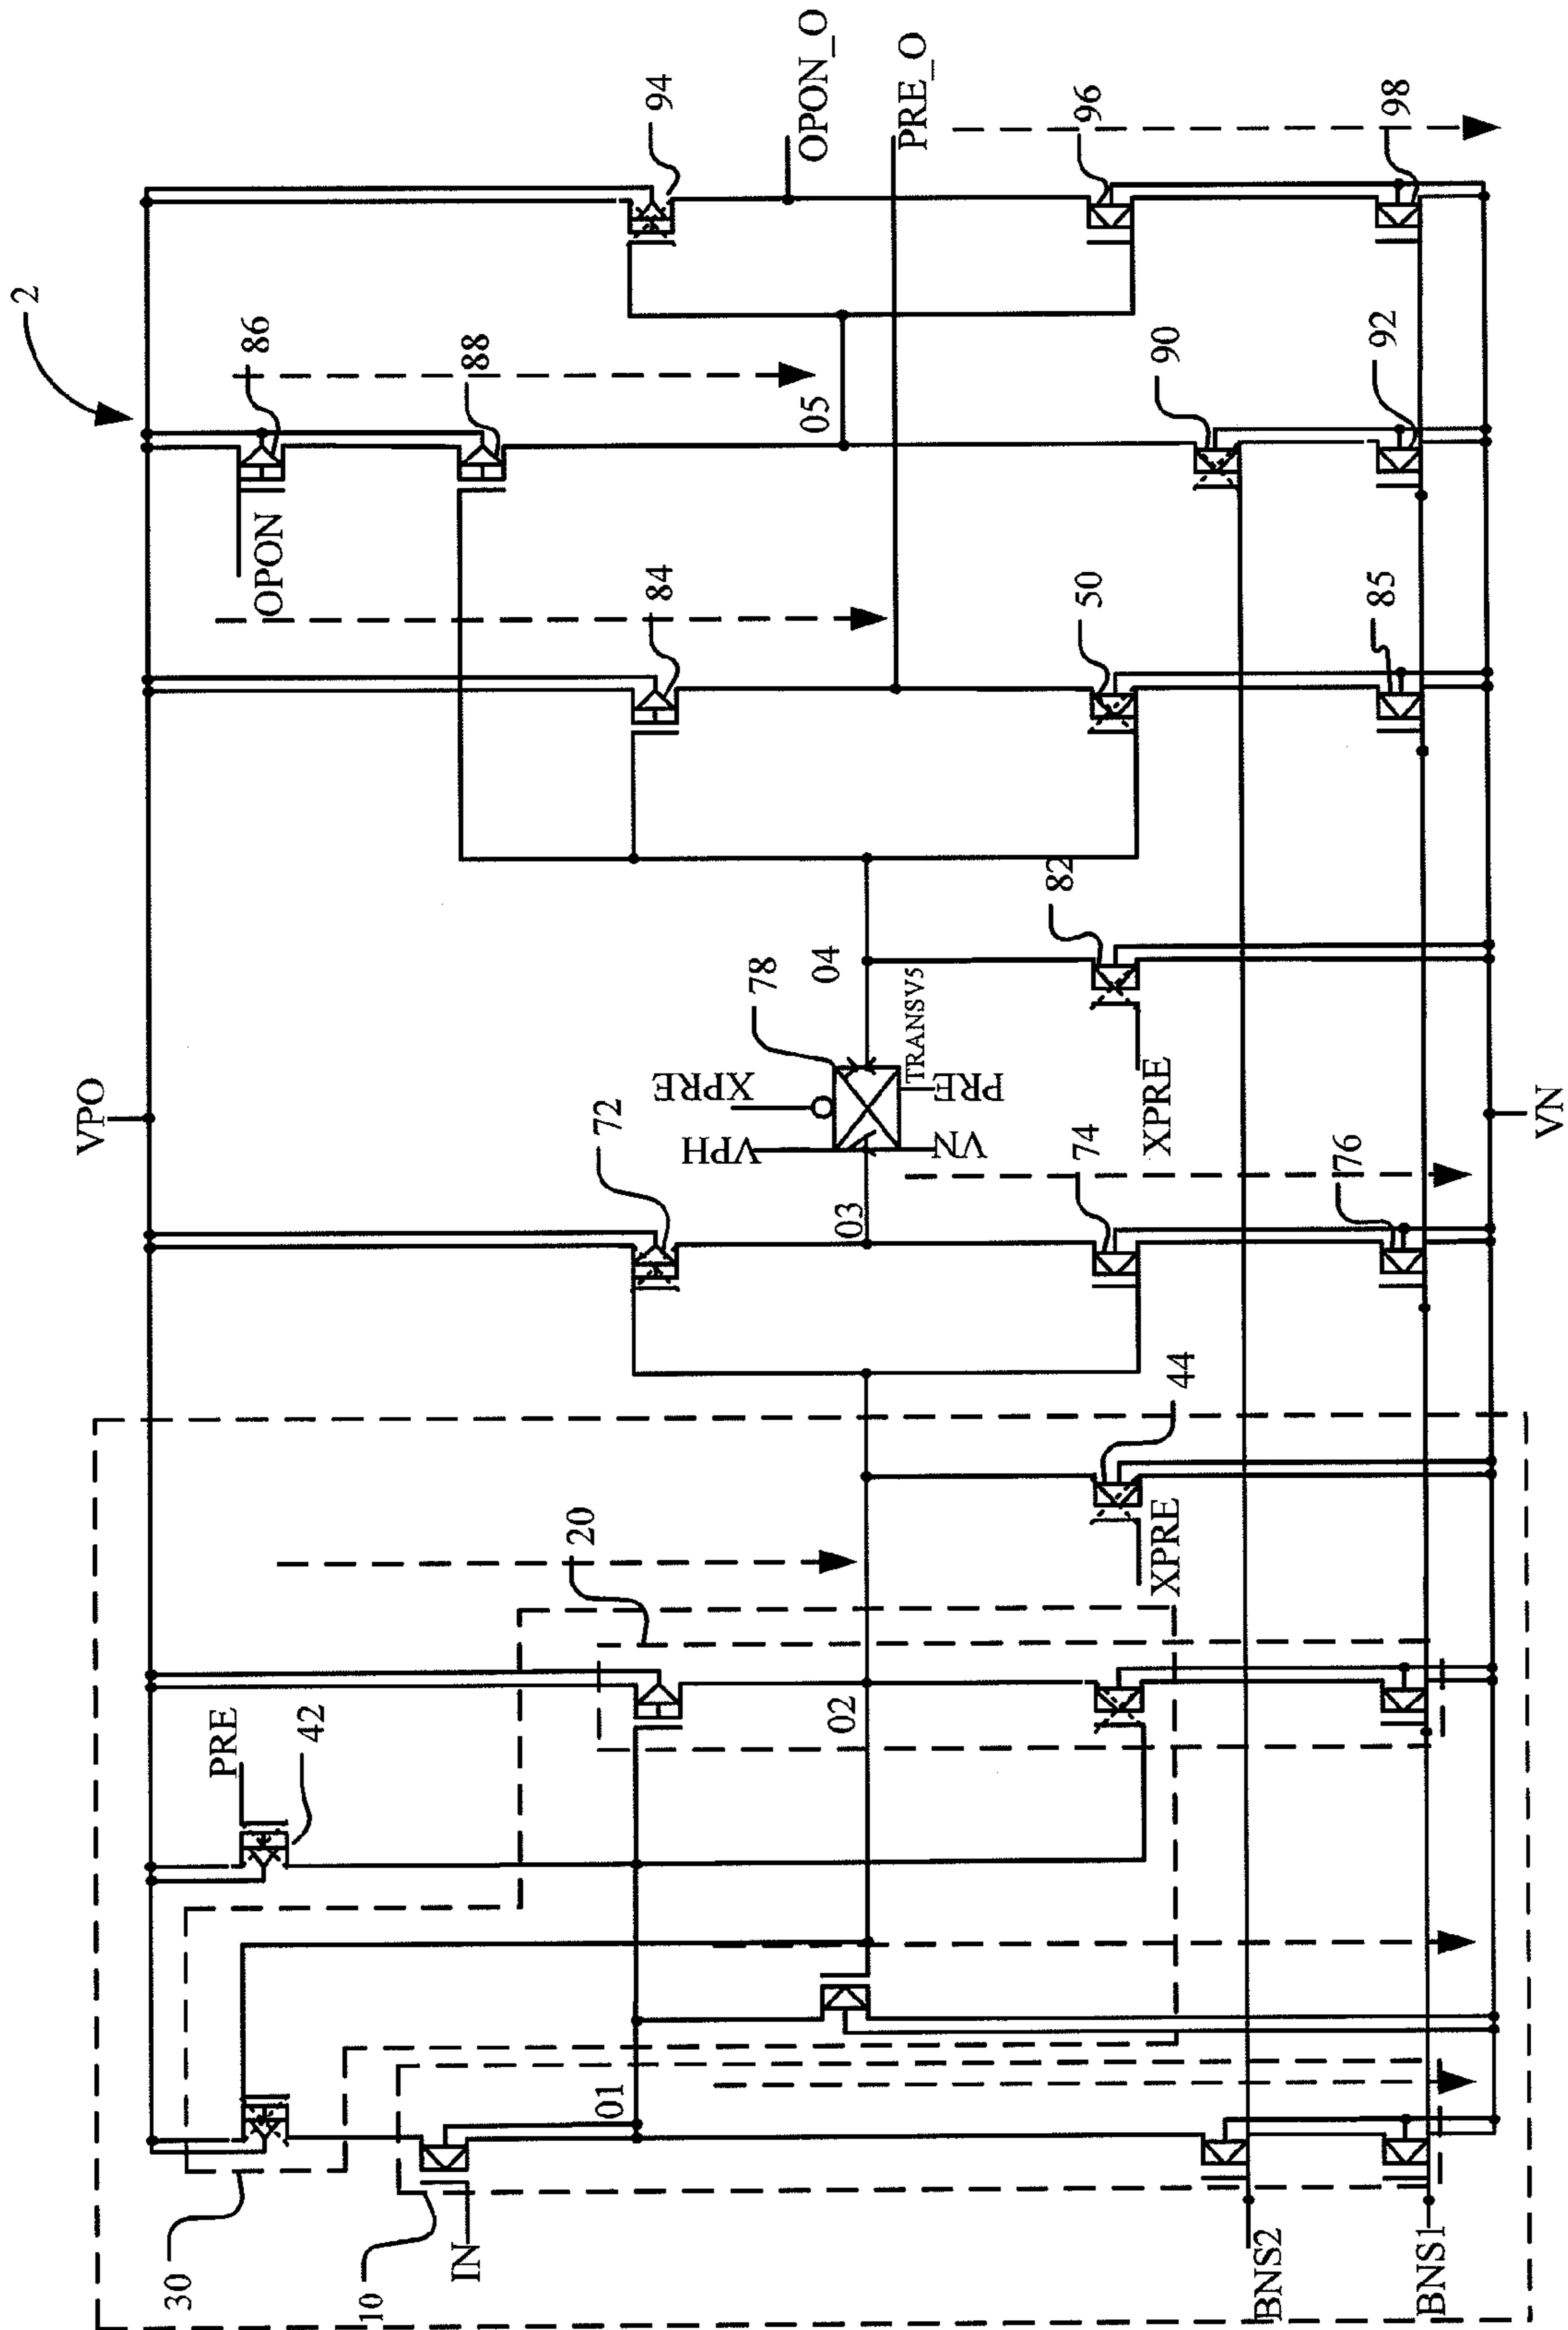 2
VPO
94
86
OPON_O
88
PRE_O
OPON
05
84
96
98
90
50
92
85
82
04
78
TRANSV5
XPRE
PRE
72
VPH
VN
XPRE
74
03
76
VN
44
20
XPRE
PRE
02
42
01
30
10
IN
BNS2
BNS1